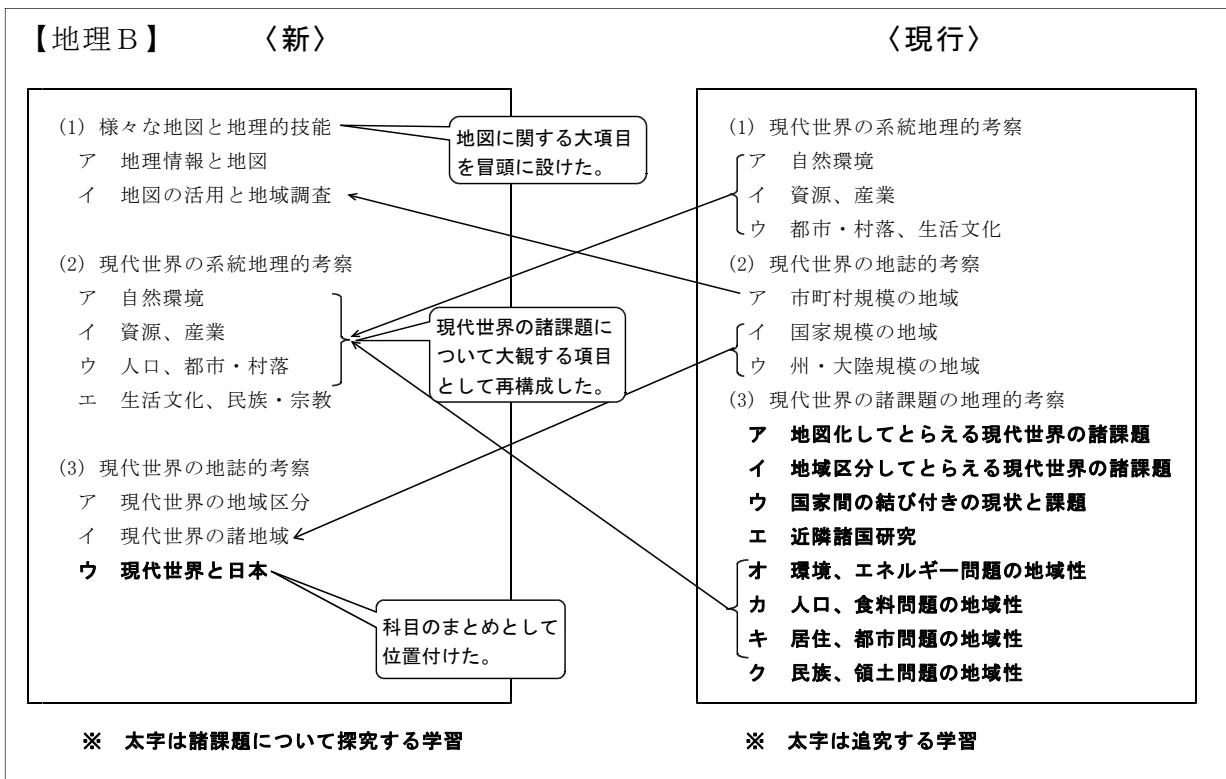 【地理Ｂ】 〈新〉 〈現行〉
(1) 様々な地図と地理的技能
ア 地理情報と地図
イ 地図の活用と地域調査
地図に関する大項目
を冒頭に設けた。
(2) 現代世界の系統地理的考察
ア 自然環境
イ 資源、産業
ウ 人口、都市・村落
エ 生活文化、民族・宗教
現代世界の諸課題に
ついて大観する項目
として再構成した。
(3) 現代世界の地誌的考察
ア 現代世界の地域区分
イ 現代世界の諸地域
ウ 現代世界と日本
科目のまとめとして
位置付けた。
※ 太字は諸課題について探究する学習
(1) 現代世界の系統地理的考察
ア 自然環境
イ 資源、産業
ウ 都市・村落、生活文化
(2) 現代世界の地誌的考察
ア 市町村規模の地域
イ 国家規模の地域
ウ 州・大陸規模の地域
(3) 現代世界の諸課題の地理的考察
ア 地図化してとらえる現代世界の諸課題
イ 地域区分してとらえる現代世界の諸課題
ウ 国家間の結び付きの現状と課題
エ 近隣諸国研究
オ 環境、エネルギー問題の地域性
カ 人口、食料問題の地域性
キ 居住、都市問題の地域性
ク 民族、領土問題の地域性
※ 太字は追究する学習